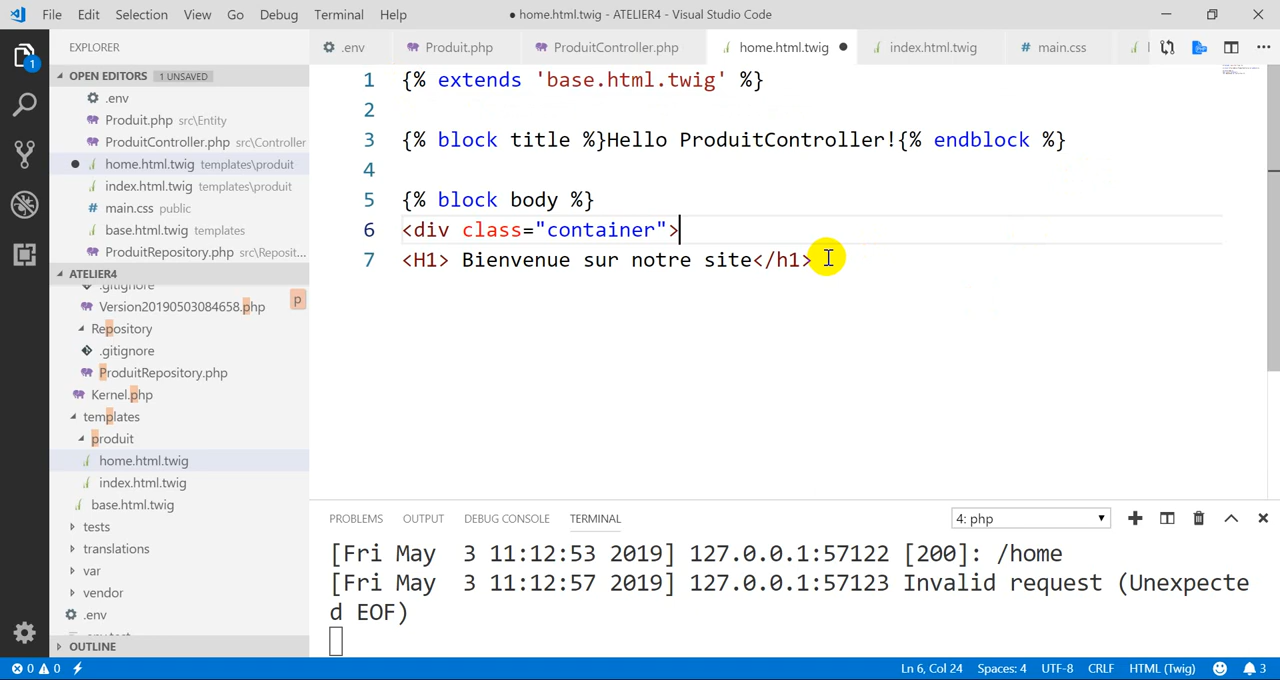 File Edit Selection View Go Debug Terminal Help ● home.html.twig - ATELIER4 - Visual Studio Code
EXPLORER
.env Produit.php ProduitController.php home.html.twig ● index.html.twig # main.css
OPEN EDITORS 1 UNSAVED
.env
Produit.php src\Entity
ProduitController.php src\Controller
● home.html.twig templates\produit
index.html.twig templates\produit
# main.css public
base.html.twig templates
ProduitRepository.php src\Reposit...
ATELIER4
.gitignore
Version20190503084658.php p
Repository
.gitignore
ProduitRepository.php
Kernel.php
templates
produit
home.html.twig
index.html.twig
base.html.twig
tests
translations
var
vendor
.env
.env.test
OUTLINE
1 {% extends 'base.html.twig' %}
2
3 {% block title %}Hello ProduitController!{% endblock %}
4
5 {% block body %}
6 <div class="container">
7 <H1> Bienvenue sur notre site</h1>
PROBLEMS OUTPUT DEBUG CONSOLE TERMINAL 4: php
[Fri May  3 11:12:53 2019] 127.0.0.1:57122 [200]: /home
[Fri May  3 11:12:57 2019] 127.0.0.1:57123 Invalid request (Unexpecte
d EOF)
0 0 Ln 6, Col 24 Spaces: 4 UTF-8 CRLF HTML (Twig) 3
1